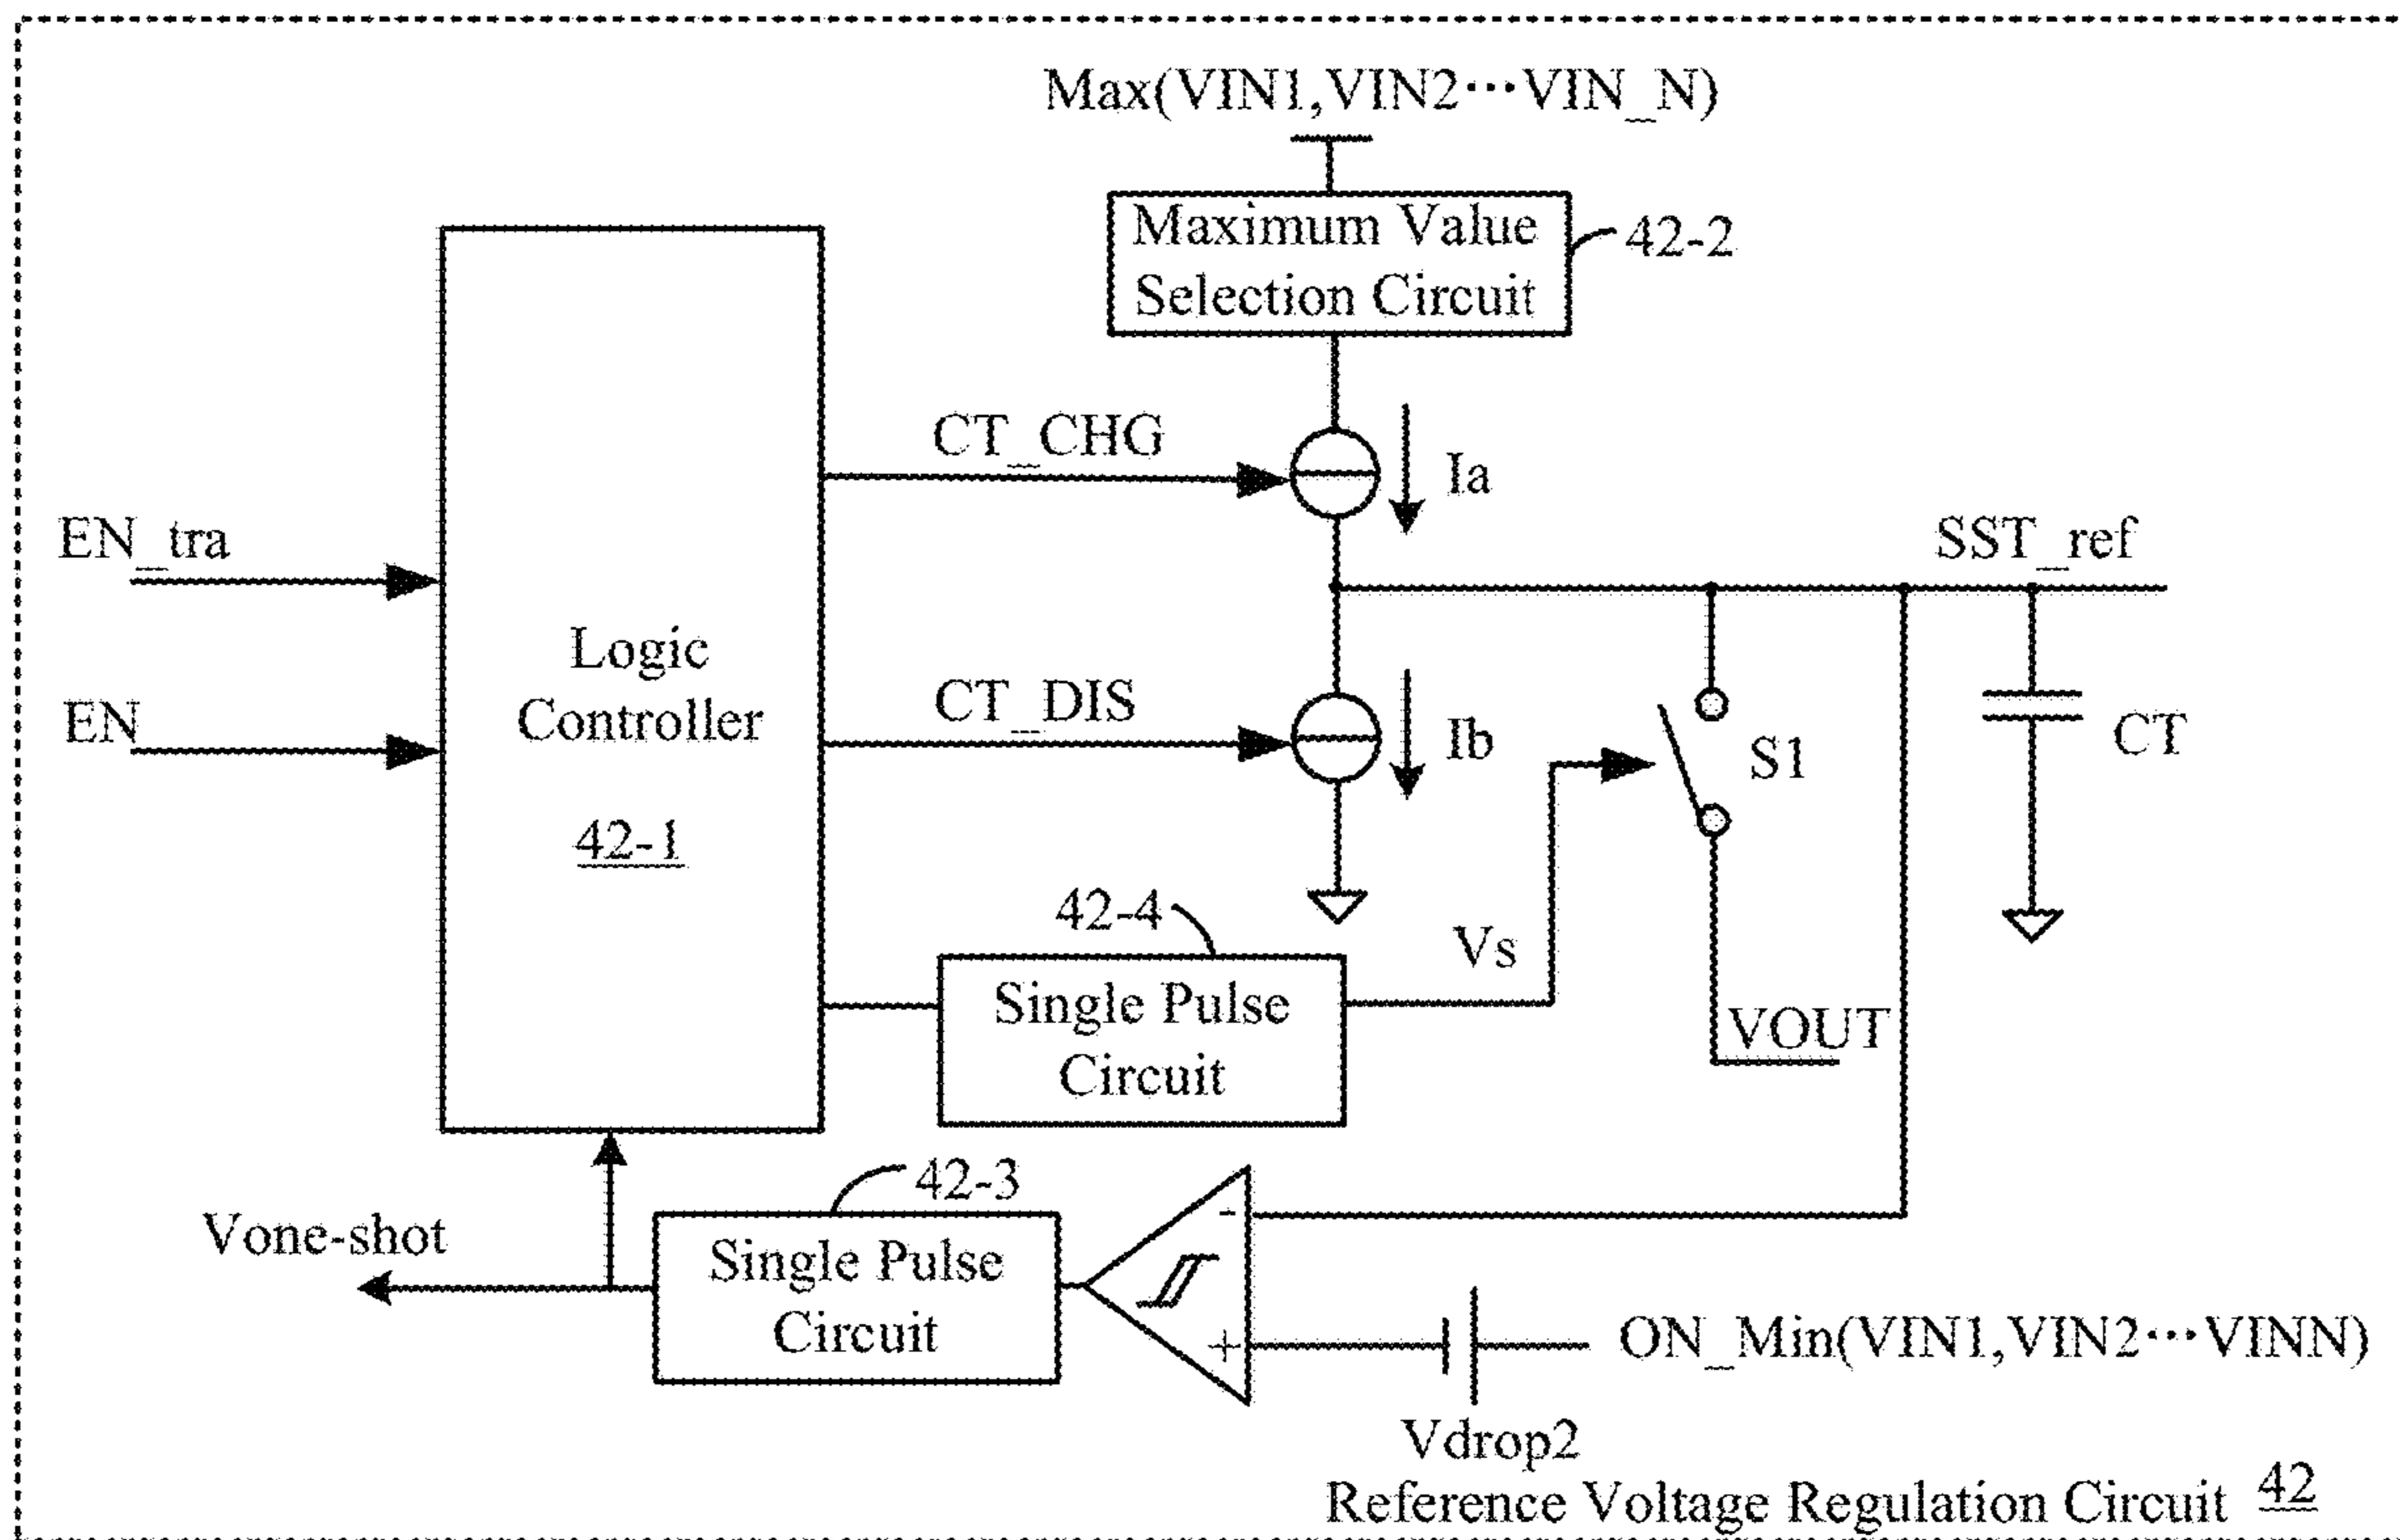 Max(VIN1,VIN2···VIN_N)
Maximum Value
Selection Circuit
42-2
CT_CHG
Ia
EN_tra
SST_ref
Logic
Controller
42-1
EN
CT_DIS
Ib
S1
CT
42-4
Vs
Single Pulse
Circuit
VOUT
42-3
Vone-shot
Single Pulse
Circuit
-
+
ON_Min(VIN1,VIN2···VINN)
Vdrop2
Reference Voltage Regulation Circuit 42